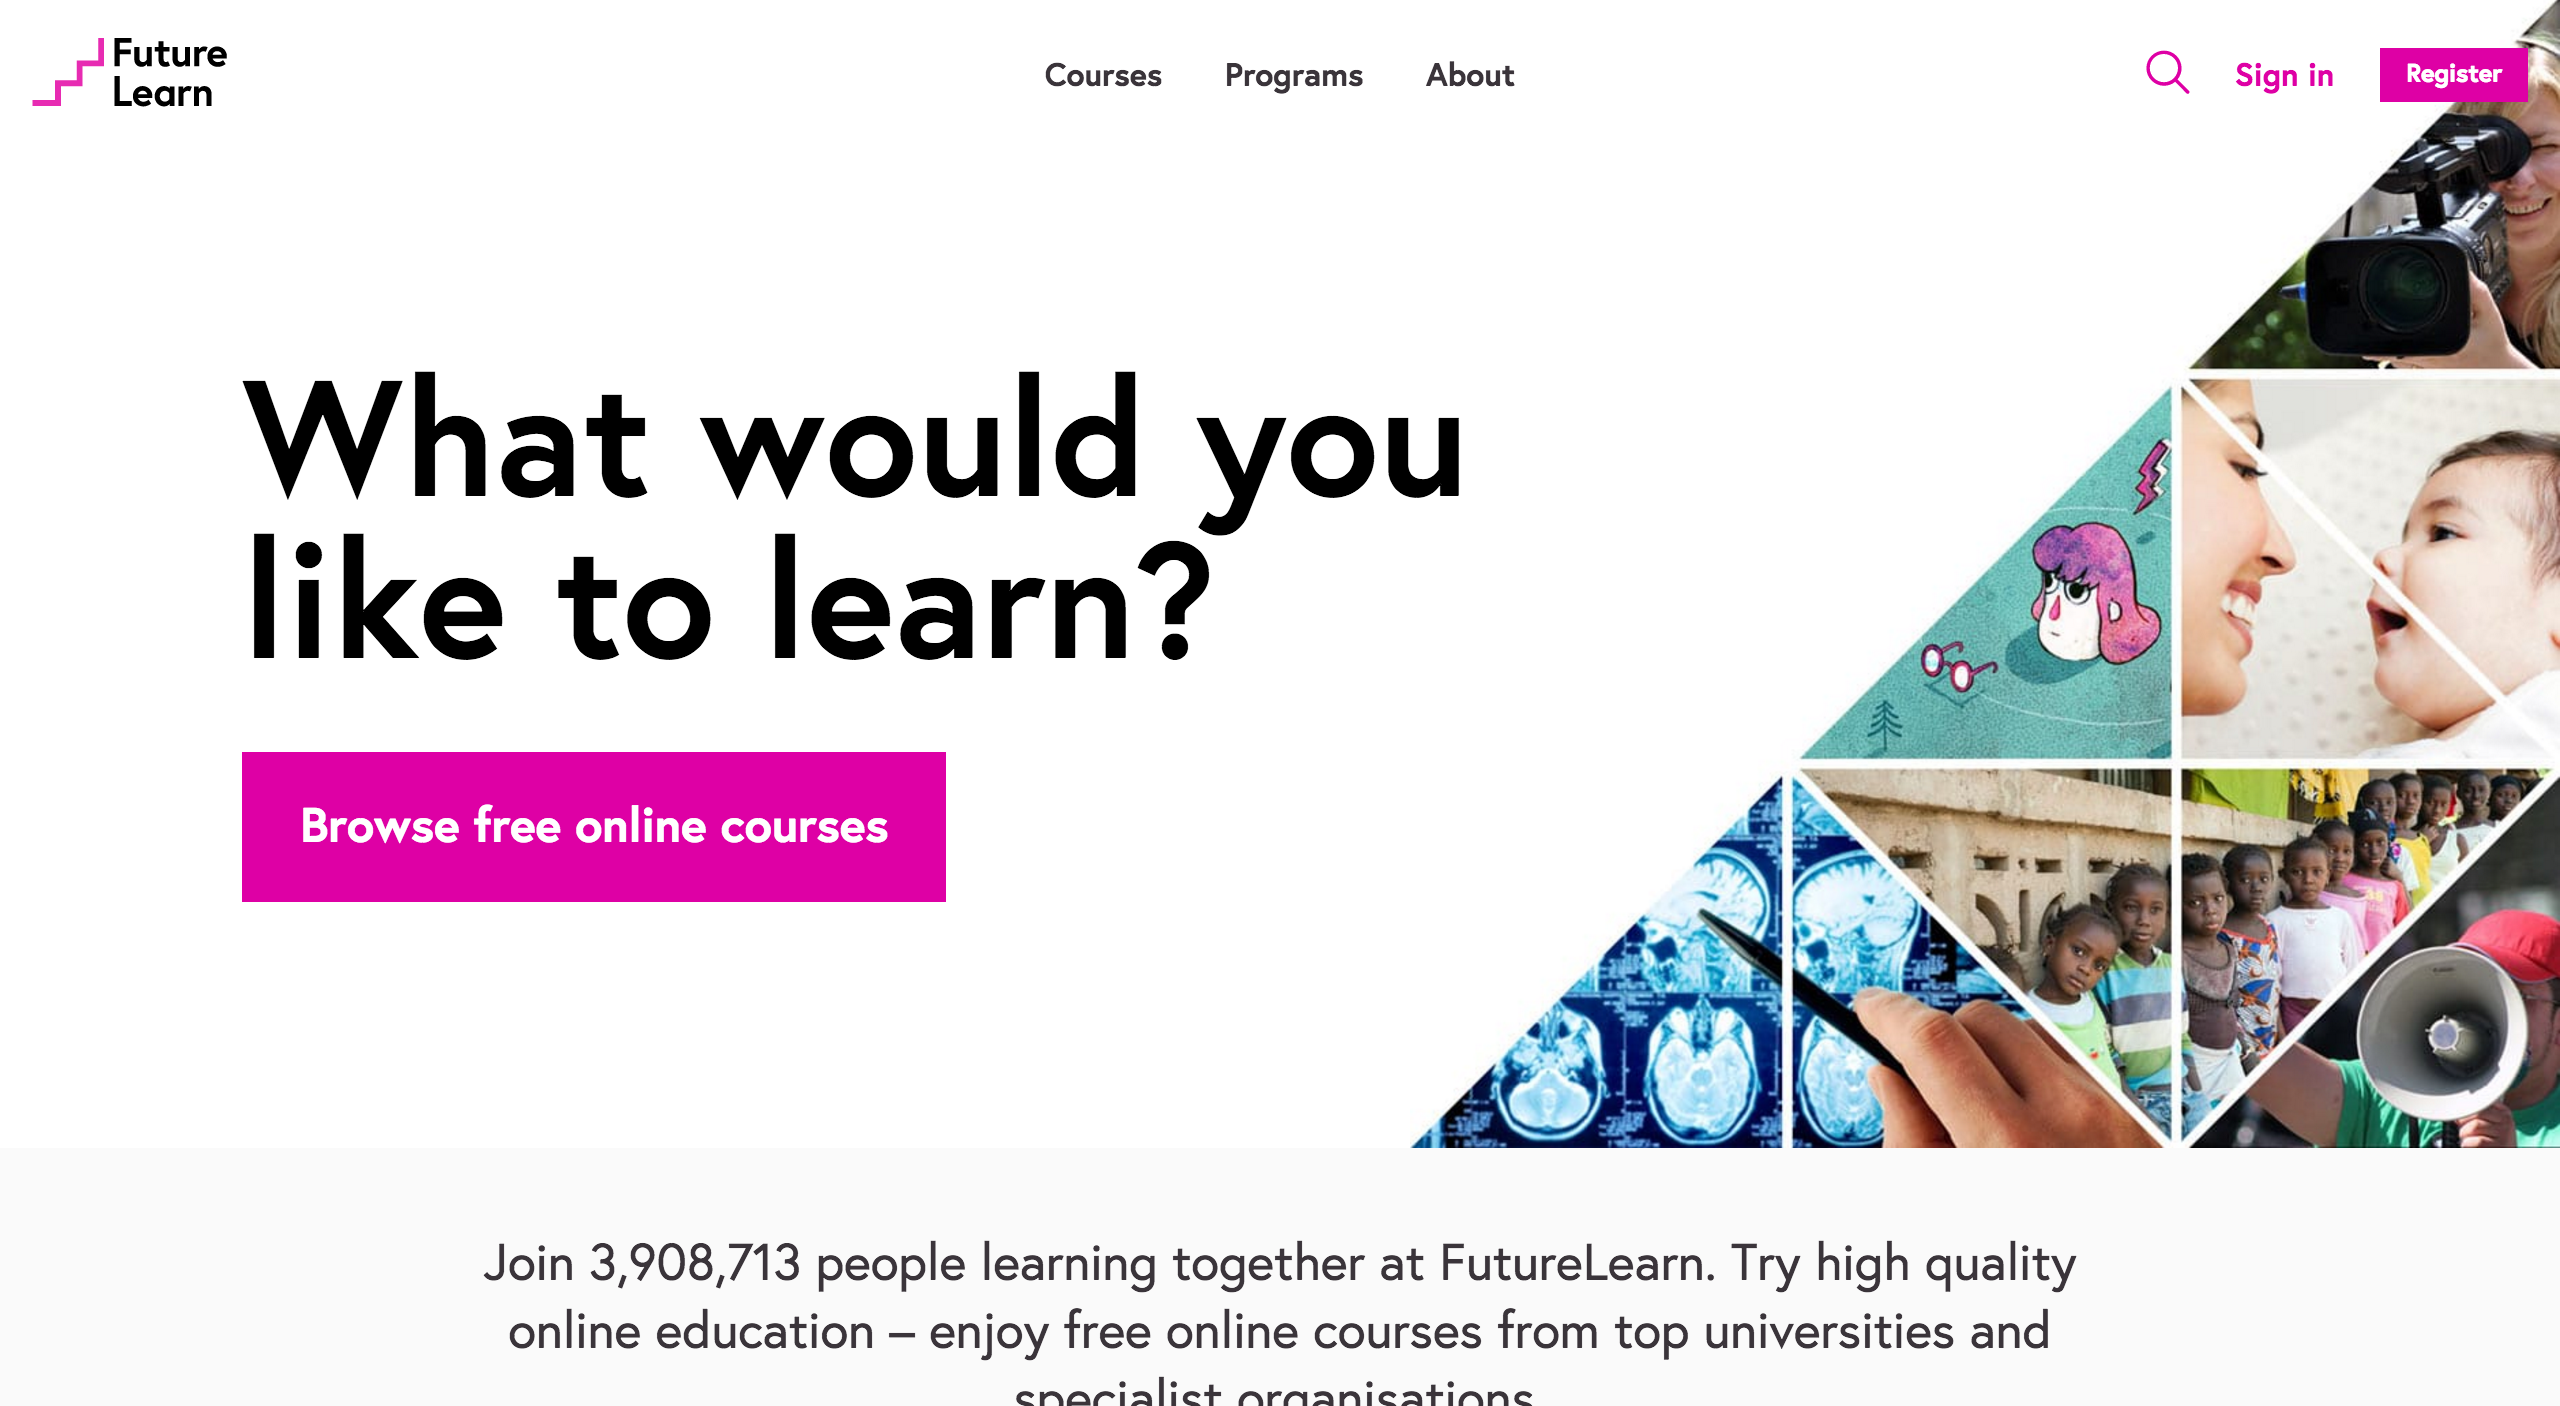 Future
Learn
Courses
Programs
About
Sign in
Register
What would you
like to learn?
Browse free online courses
Join 3,908,713 people learning together at FutureLearn. Try high quality
online education – enjoy free online courses from top universities and
specialist organisations